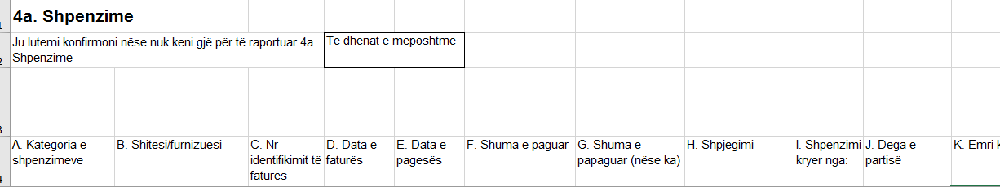 4a. Shpenzime
Ju lutemi konfirmoni nëse nuk keni gjë për të raportuar 4a.
Shpenzime
Të dhënat e mëposhtme
A. Kategoria e
shpenzimeve
B. Shitësi/furnizuesi
C. Nr
identifikimit të
faturës
D. Data e
faturës
E. Data e
pagesës
F. Shuma e paguar
G. Shuma e
papaguar (nëse ka)
H. Shpjegimi
I. Shpenzimi
kryer nga:
J. Dega e
partisë
K. Emri